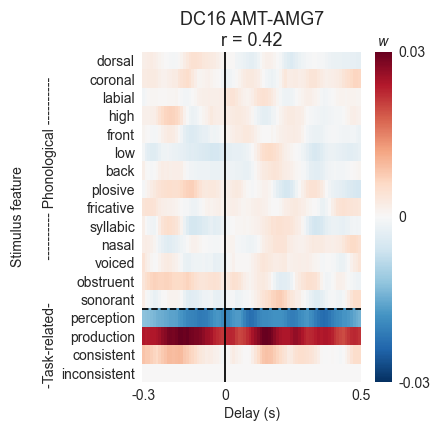 DC16 AMT-AMG7
r = 0.42
w
dorsal
coronal
labial
high
front
low
back
plosive
fricative
syllabic
nasal
voiced
obstruent
sonorant
perception
production
consistent
inconsistent
Stimulus feature
-Task-related- ----------- Phonological -----------
-0.3
0
0.5
Delay (s)
0.03
0
-0.03